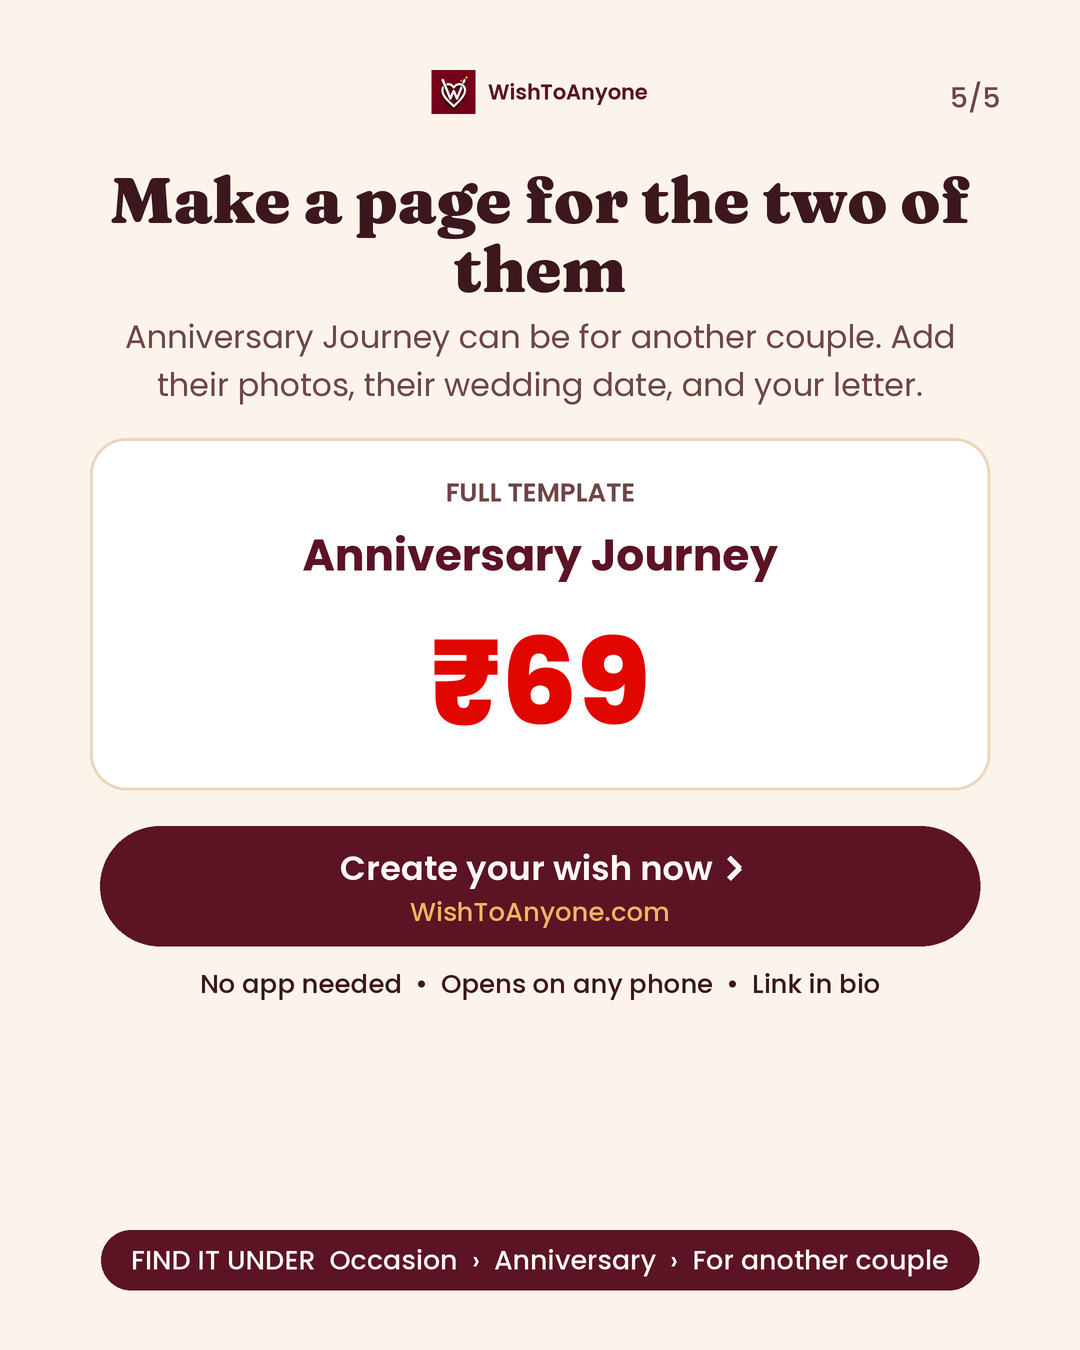 WishToAnyone
5/5
Make a page for the two of
them
Anniversary Journey can be for another couple. Add
their photos, their wedding date, and your letter.
FULL TEMPLATE
Anniversary Journey
₹69
Create your wish now ›
WishToAnyone.com
No app needed • Opens on any phone • Link in bio
FIND IT UNDER Occasion › Anniversary › For another couple